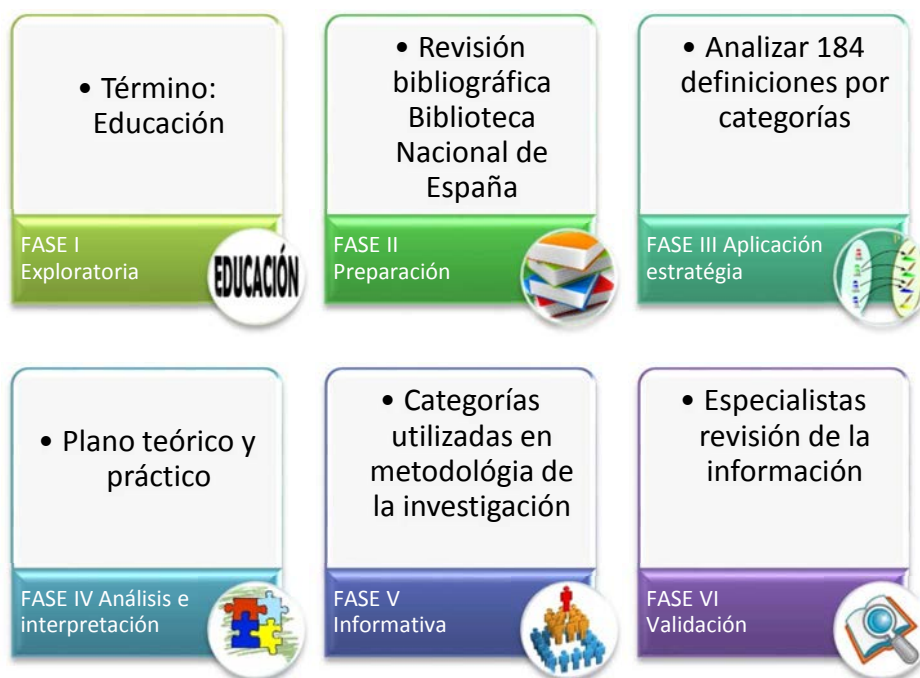 • Término:
Educación
FASE I
Exploratoria
EDUCACIÓN
• Revisión
bibliográfica
Biblioteca
Nacional de
España
FASE II
Preparación
• Analizar 184
definiciones por
categorías
FASE III Aplicación
estratégia
• Plano teórico y
práctico
FASE IV Análisis e
interpretación
• Categorías
utilizadas en
metodológia de
la investigación
FASE V
Informativa
• Especialistas
revisión de la
información
FASE VI
Validación